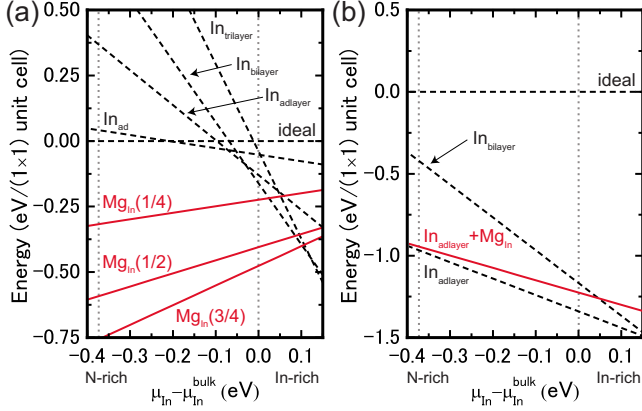 (a)
0.50
0.25
0.00
-0.25
-0.50
-0.75
Energy (eV/(1×1) unit cell)
In_trilayer
In_bilayer
In_adlayer
In_ad
ideal
Mg_In(1/4)
Mg_In(1/2)
Mg_In(3/4)
-0.4 -0.3 -0.2 -0.1 0.0 0.1
N-rich
In-rich
μ_In−μ_In^bulk (eV)
(b)
0.5
0.0
-0.5
-1.0
-1.5
Energy (eV/(1×1) unit cell)
ideal
In_bilayer
In_adlayer+Mg_In
In_adlayer
-0.4 -0.3 -0.2 -0.1 0.0 0.1
N-rich
In-rich
μ_In−μ_In^bulk (eV)